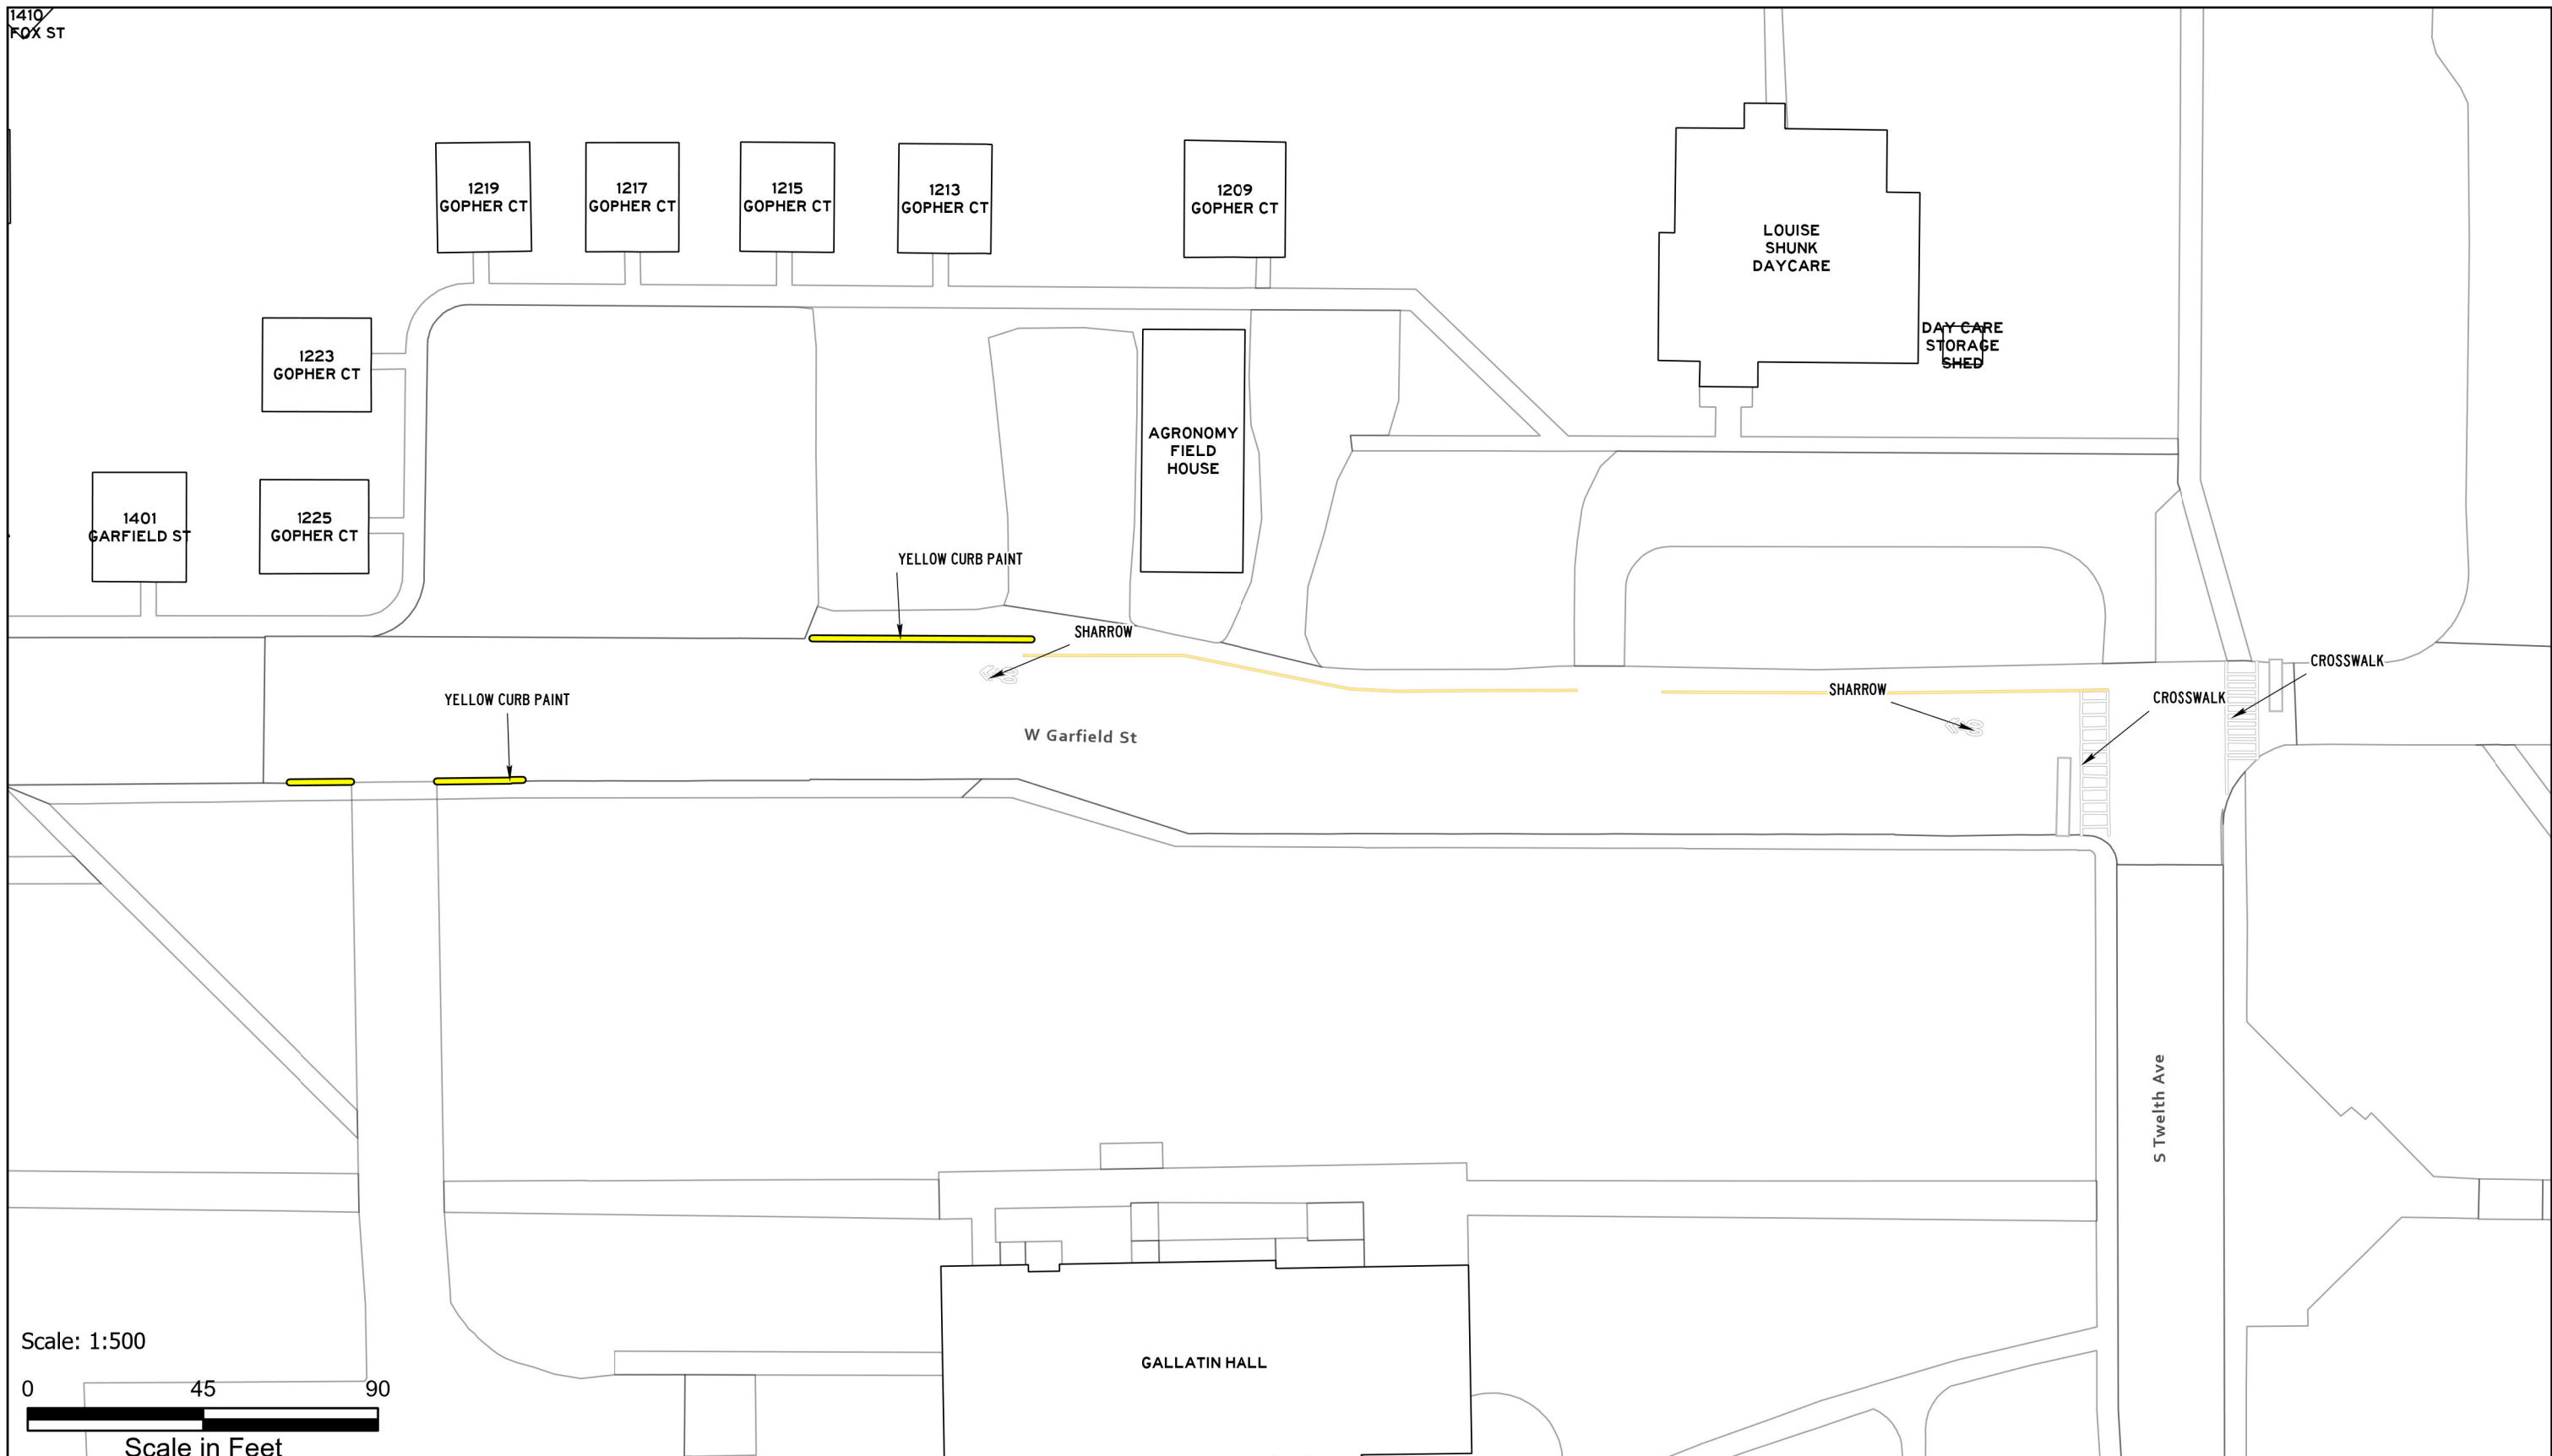 1410
FOX ST
1219
GOPHER CT
1217
GOPHER CT
1215
GOPHER CT
1213
GOPHER CT
1209
GOPHER CT
LOUISE
SHUNK
DAYCARE
DAY CARE
STORAGE
SHED
1223
GOPHER CT
AGRONOMY
FIELD
HOUSE
1401
GARFIELD ST
1225
GOPHER CT
YELLOW CURB PAINT
SHARROW
CROSSWALK
YELLOW CURB PAINT
SHARROW
CROSSWALK
W Garfield St
S Twelth Ave
GALLATIN HALL
Scale: 1:500
0 45 90
Scale in Feet